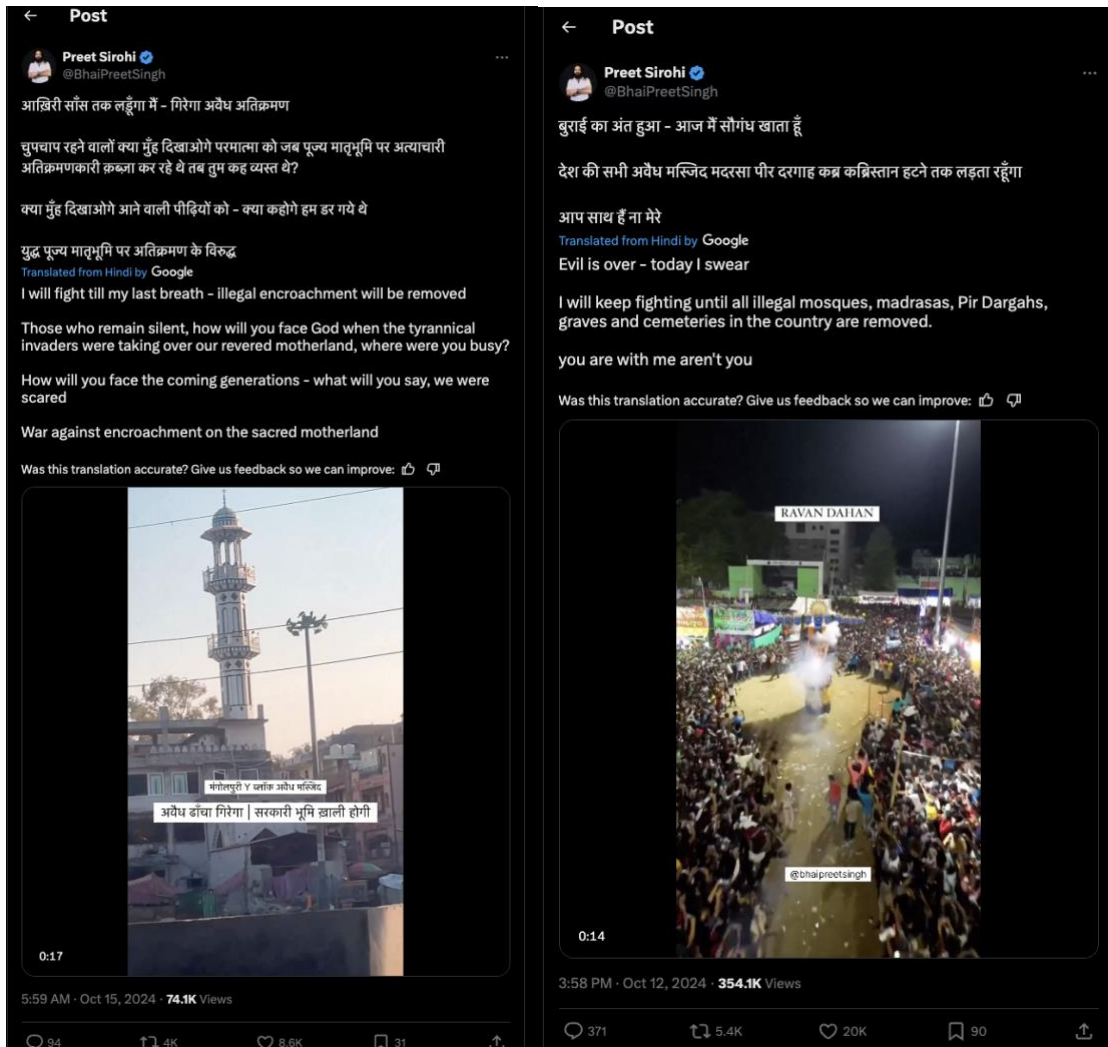 Post
Preet Sirohi
@BhaiPreetSingh
आख़िरी साँस तक लडूँगा मैं - गिरेगा अवैध अतिक्रमण
चुपचाप रहने वालों क्या मुँह दिखाओगे परमात्मा को जब पूज्य मातृभूमि पर अत्याचारी
अतिक्रमणकारी क़ब्ज़ा कर रहे थे तब तुम कह व्यस्त थे?
क्या मुँह दिखाओगे आने वाली पीढ़ियों को - क्या कहोगे हम डर गये थे
युद्ध पूज्य मातृभूमि पर अतिक्रमण के विरुद्ध
Translated from Hindi by Google
I will fight till my last breath - illegal encroachment will be removed
Those who remain silent, how will you face God when the tyrannical
invaders were taking over our revered motherland, where were you busy?
How will you face the coming generations - what will you say, we were
scared
War against encroachment on the sacred motherland
Was this translation accurate? Give us feedback so we can improve:
मंगोलपुरी Y ब्लॉक अवैध मस्जिद
अवैध ढाँचा गिरेगा | सरकारी भूमि ख़ाली होगी
0:17
5:59 AM · Oct 15, 2024 · 74.1K Views
94 4K 8.6K 31
Post
Preet Sirohi
@BhaiPreetSingh
बुराई का अंत हुआ - आज मैं सौगंध खाता हूँ
देश की सभी अवैध मस्जिद मदरसा पीर दरगाह कब्र कब्रिस्तान हटने तक लड़ता रहूँगा
आप साथ हैं ना मेरे
Translated from Hindi by Google
Evil is over - today I swear
I will keep fighting until all illegal mosques, madrasas, Pir Dargahs,
graves and cemeteries in the country are removed.
you are with me aren't you
Was this translation accurate? Give us feedback so we can improve:
RAVAN DAHAN
@bhaipreetsingh
0:14
3:58 PM · Oct 12, 2024 · 354.1K Views
371 5.4K 20K 90